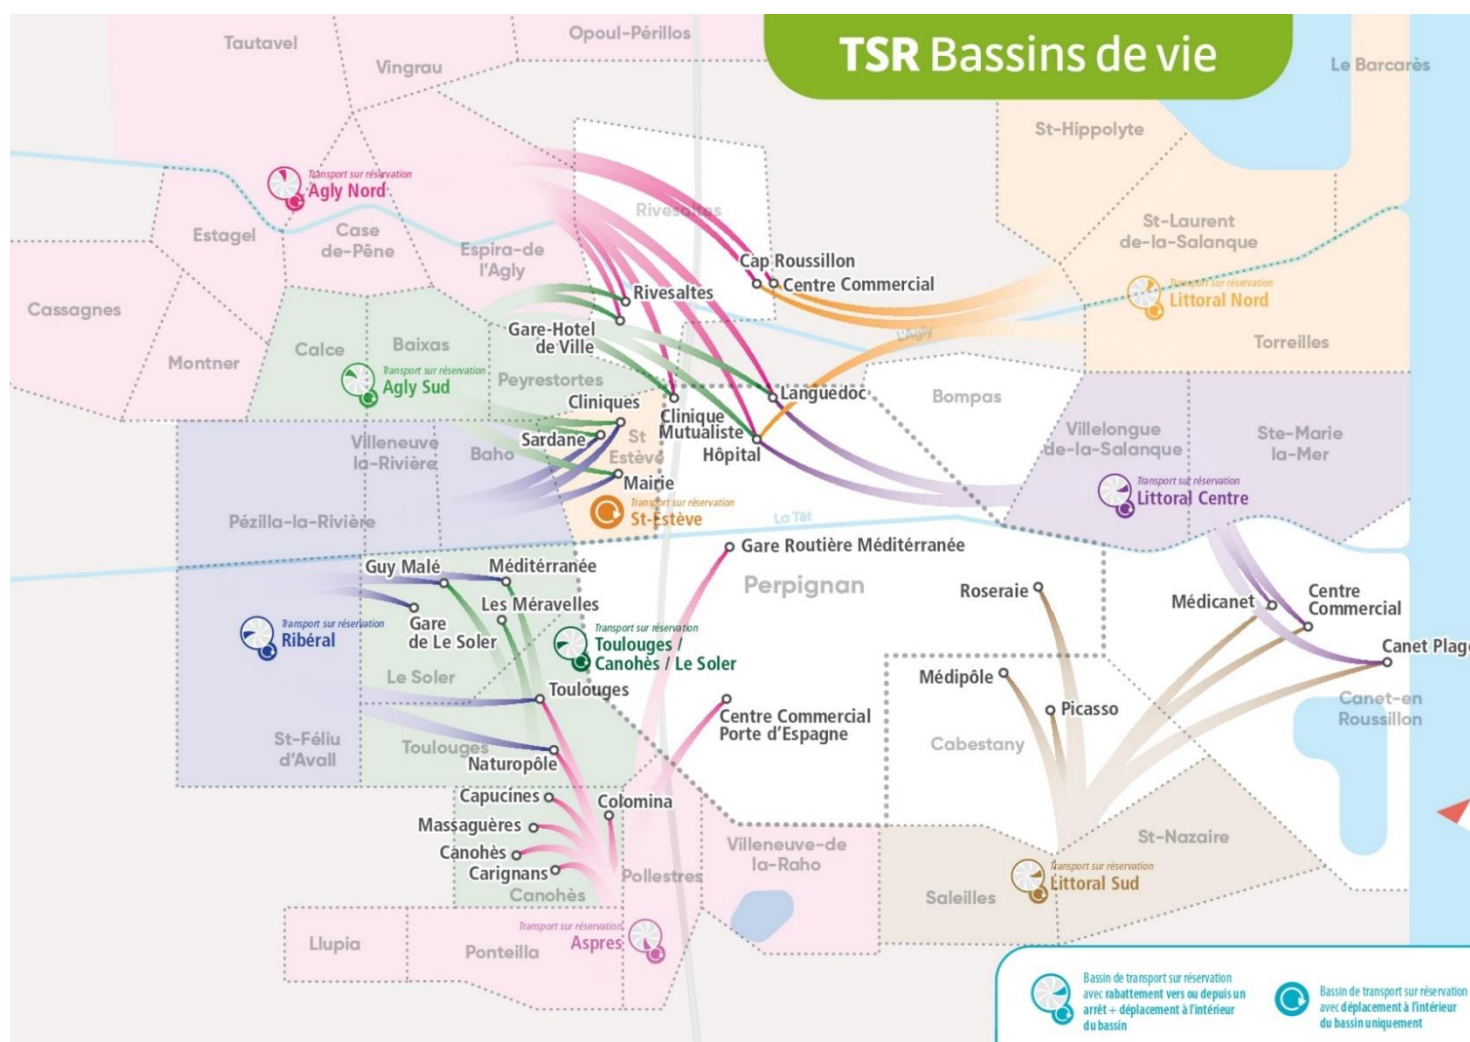 TSR Bassins de vie
Tautavel
Vingrau
Opoul-Périllos
Le Barcarès
St-Hippolyte
Transport sur réservation
Agly Nord
Rivesaltes
St-Laurent
de-la-Salanque
Estagel
Case
de-Pêne
Espira-de
l'Agly
Cap Roussillon
Centre Commercial
Transport sur réservation
Littoral Nord
Cassagnes
Rivesaltes
Gare-Hotel
de Ville
L'Agly
Torreilles
Montner
Calce
Baixas
Transport sur réservation
Agly Sud
Peyrestortes
Cliniques
Sardane
Clinique
Mutualiste
Languedoc
Hôpital
Bompas
Villelongue
de-la-Salanque
Ste-Marie
la-Mer
Villeneuve
la-Rivière
Baho
St
Estève
Mairie
Transport sur réservation
St-Estève
Transport sur réservation
Littoral Centre
Pézilla-la-Rivière
La Têt
Guy Malé
Méditérranée
Gare Routière Méditérranée
Perpignan
Roseraie
Médicanet
Centre
Commercial
Les Méravelles
Gare
de Le Soler
Transport sur réservation
Ribéral
Transport sur réservation
Toulouges /
Canohès / Le Soler
Canet Plage
Le Soler
Toulouges
Médipôle
Picasso
Canet-en
Roussillon
Centre Commercial
Porte d'Espagne
Cabestany
St-Féliu
d'Avall
Toulouges
Naturopôle
Capucines
Colomina
Massaguères
Canohès
Carignans
Canohès
Pollestres
Villeneuve-de
la-Raho
St-Nazaire
Transport sur réservation
Littoral Sud
Saleilles
Llupia
Ponteilla
Transport sur réservation
Aspres
Bassin de transport sur réservation
avec rabattement vers ou depuis un
arrêt + déplacement à l'intérieur
du bassin
Bassin de transport sur réservation
avec déplacement à l'intérieur
du bassin uniquement